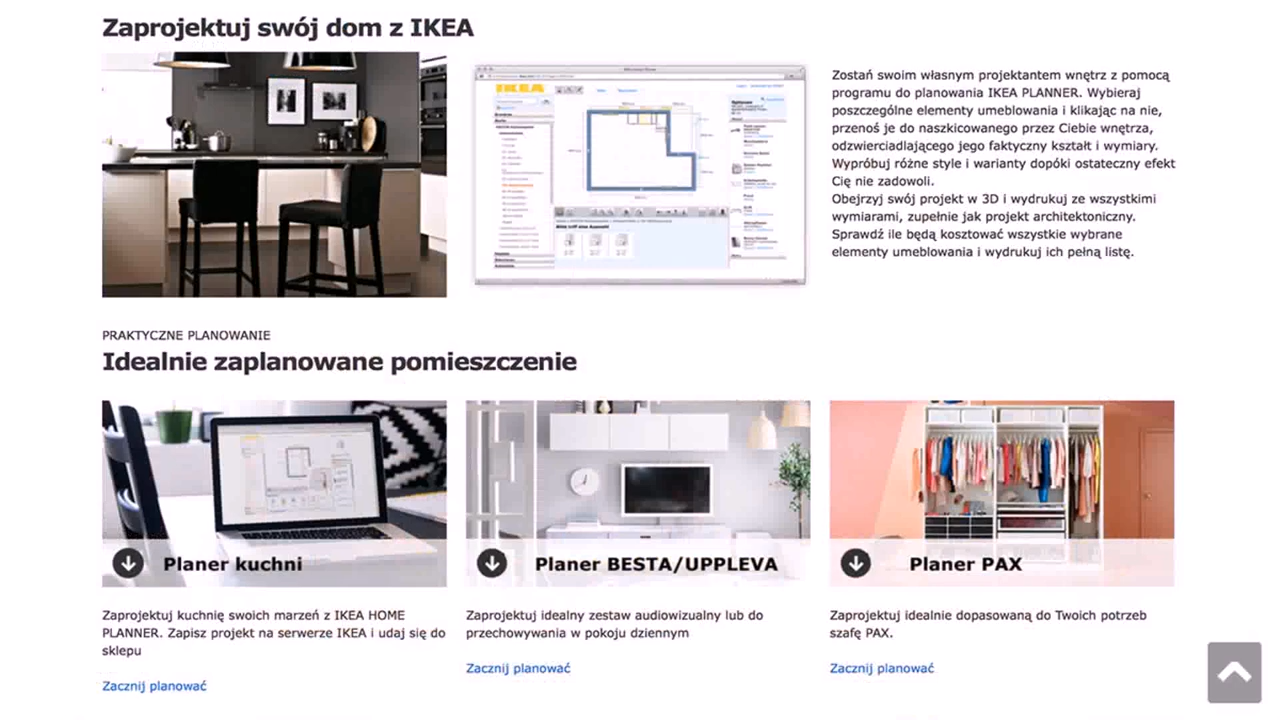 Zaprojektuj swój dom z IKEA
IKEA
Zostań swoim własnym projektantem wnętrz z pomocą
programu do planowania IKEA PLANNER. Wybieraj
poszczególne elementy umeblowania i klikając na nie,
przenoś je do naszkicowanego przez Ciebie wnętrza,
odzwierciadlającego jego faktyczny kształt i wymiary.
Wypróbuj różne style i warianty dopóki ostateczny efekt
Cię nie zadowoli.
Obejrzyj swój projekt w 3D i wydrukuj ze wszystkimi
wymiarami, zupełnie jak projekt architektoniczny.
Sprawdź ile będą kosztować wszystkie wybrane
elementy umeblowania i wydrukuj ich pełną listę.
PRAKTYCZNE PLANOWANIE
Idealnie zaplanowane pomieszczenie
Planer kuchni
Zaprojektuj kuchnię swoich marzeń z IKEA HOME
PLANNER. Zapisz projekt na serwerze IKEA i udaj się do
sklepu
Zacznij planować
Planer BESTA/UPPLEVA
Zaprojektuj idealny zestaw audiowizualny lub do
przechowywania w pokoju dziennym
Zacznij planować
Planer PAX
Zaprojektuj idealnie dopasowaną do Twoich potrzeb
szafę PAX.
Zacznij planować